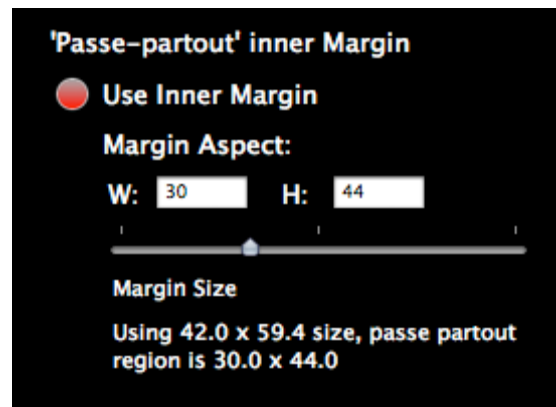 'Passe-partout' inner Margin
Use Inner Margin
Margin Aspect:
W: 30 H: 44
Margin Size
Using 42.0 x 59.4 size, passe partout
region is 30.0 x 44.0